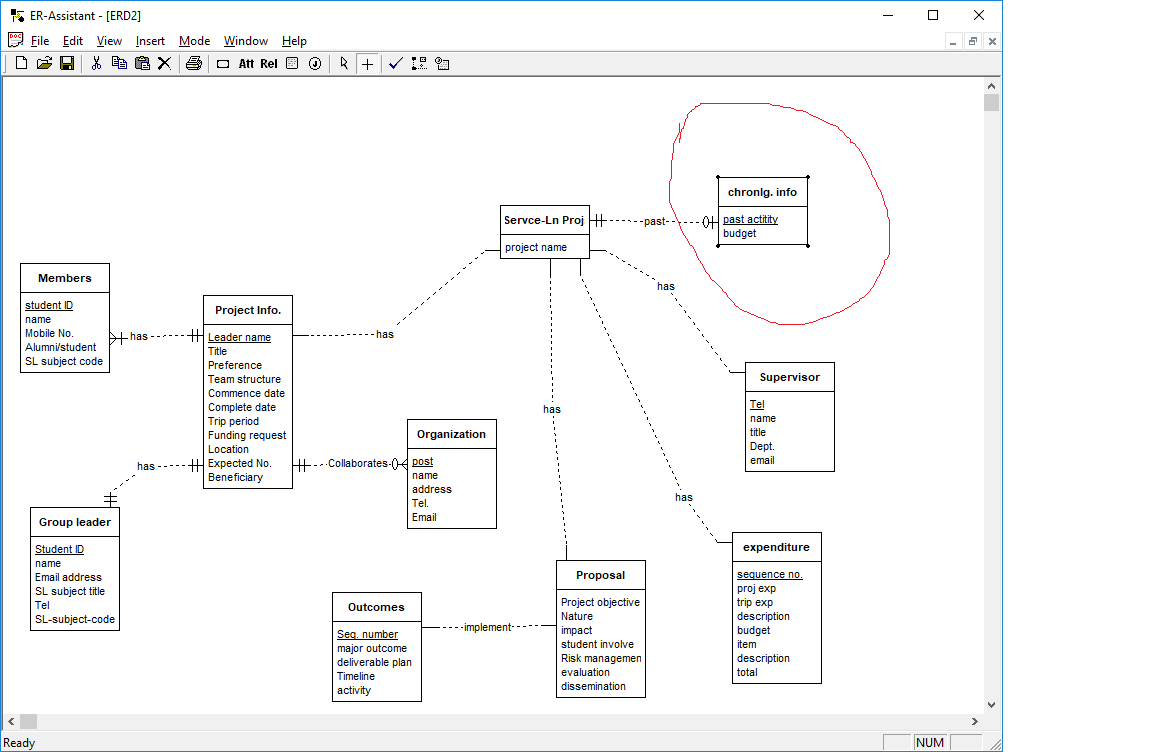 ER-Assistant - [ERD2]
File Edit View Insert Mode Window Help
Att Rel
chronlg. info
past actitity
budget
past
Servce-Ln Proj
project name
has
Members
student ID
name
Mobile No.
Alumni/student
SL subject code
has
Project Info.
Leader name
Title
Preference
Team structure
Commence date
Complete date
Trip period
Funding request
Location
Expected No.
Beneficiary
has
has
Supervisor
Tel
name
title
Dept.
email
has
Organization
post
name
address
Tel.
Email
Collaborates
has
Group leader
Student ID
name
Email address
SL subject title
Tel
SL-subject-code
has
expenditure
sequence no.
proj exp
trip exp
description
budget
item
description
total
Proposal
Project objective
Nature
impact
student involve
Risk managemen
evaluation
dissemination
Outcomes
Seq. number
major outcome
deliverable plan
Timeline
activity
implement
Ready
NUM